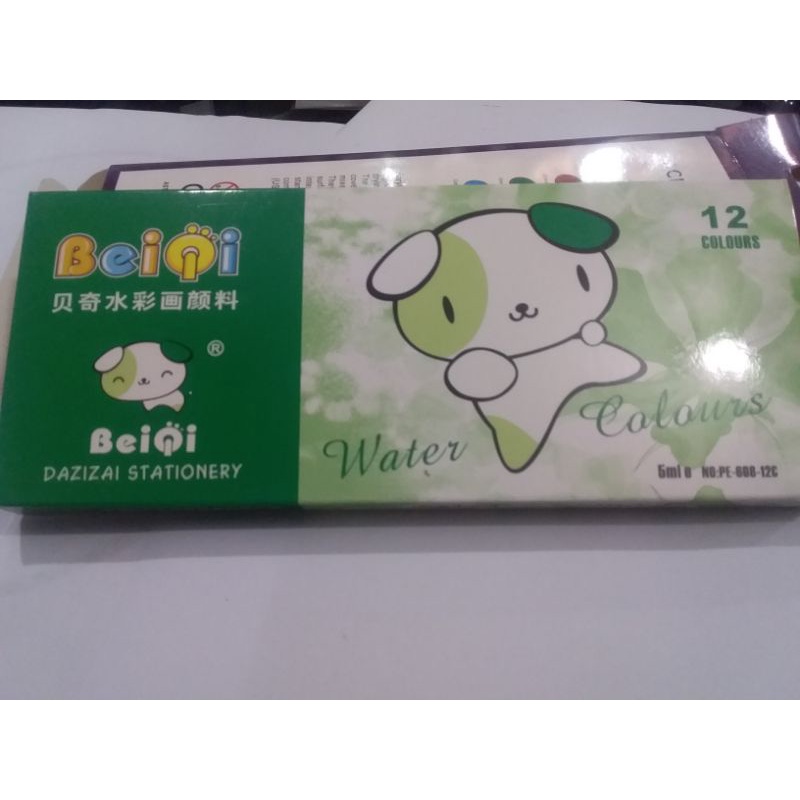 BeiQi
贝奇水彩画颜料
®
BeiQi
DAZIZAI STATIONERY
12
COLOURS
Water Colours
5ml e NO:PE-608-12C